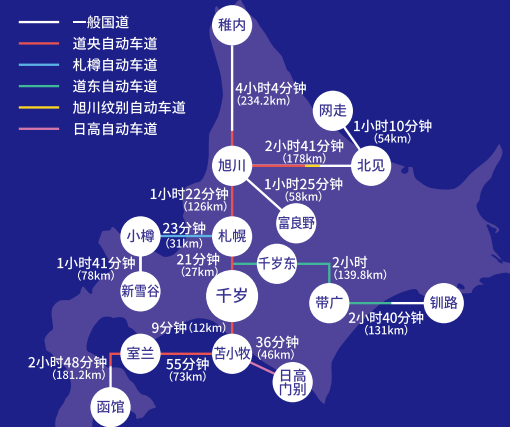 一般国道
道央自动车道
札樽自动车道
道东自动车道
旭川纹别自动车道
日高自动车道
稚内
4小时4分钟
(234.2km)
网走
1小时10分钟
(54km)
2小时41分钟
(178km)
旭川
北见
1小时25分钟
(58km)
1小时22分钟
(126km)
富良野
小樽
23分钟
(31km)
札幌
1小时41分钟
(78km)
21分钟
(27km)
千岁东
2小时
(139.8km)
新雪谷
千岁
带广
钏路
2小时40分钟
(131km)
9分钟(12km)
36分钟
(46km)
室兰
苫小牧
2小时48分钟
(181.2km)
55分钟
(73km)
日高
门别
函馆